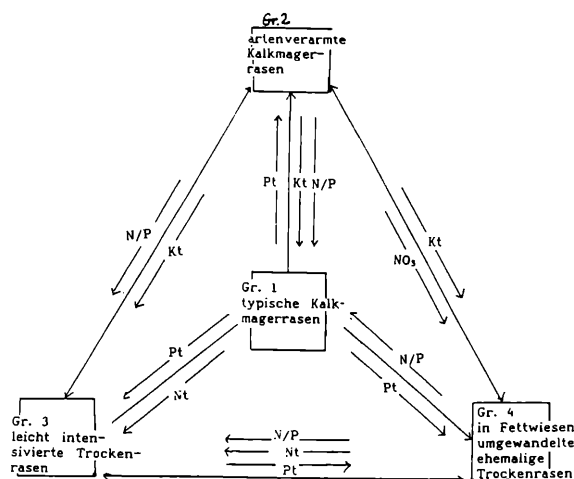 Gr.2
artenverarmte
Kalkmager-
rasen
Pt
Kt
N/P
N/P
Kt
Kt
NO₃
Gr. 1
typische Kalk-
magerrasen
Pt
Nt
N/P
Pt
Gr. 3
leicht inten-
sivierte Trocken-
rasen
N/P
Nt
Pt
Gr. 4
in Fettwiesen
umgewandelte
ehemalige
Trockenrasen